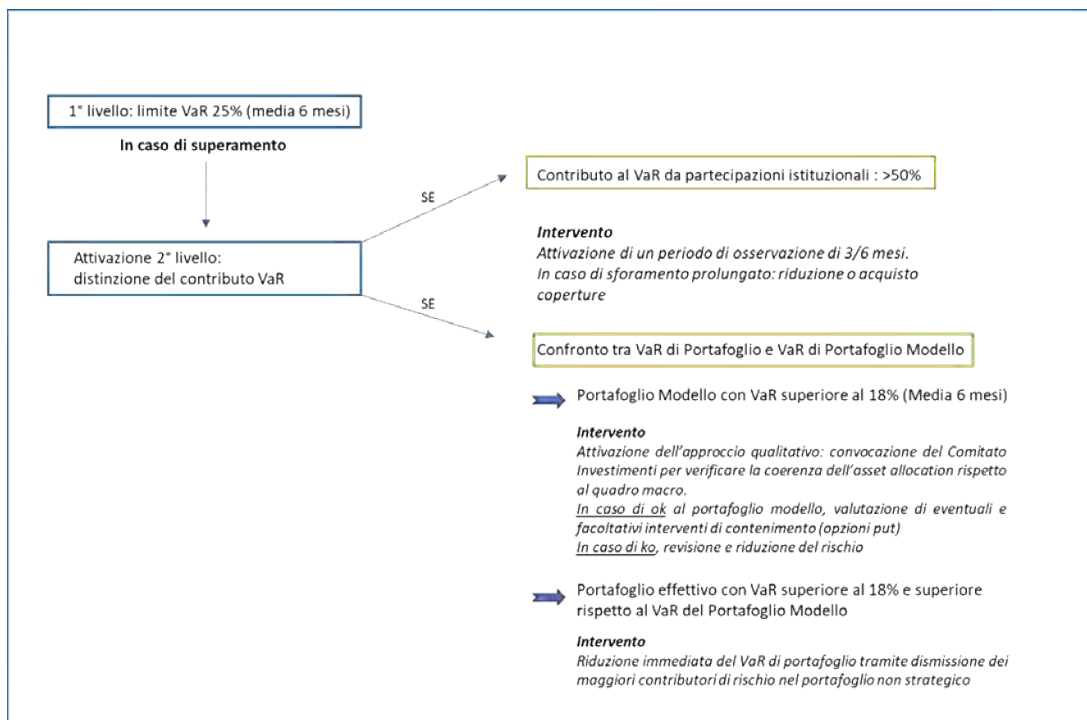 1° livello: limite VaR 25% (media 6 mesi)
In caso di superamento
Attivazione 2° livello:
distinzione del contributo VaR
SE
Contributo al VaR da partecipazioni istituzionali : >50%
Intervento
Attivazione di un periodo di osservazione di 3/6 mesi.
In caso di sforamento prolungato: riduzione o acquisto
coperture
SE
Confronto tra VaR di Portafoglio e VaR di Portafoglio Modello
Portafoglio Modello con VaR superiore al 18% (Media 6 mesi)
Intervento
Attivazione dell'approccio qualitativo: convocazione del Comitato
Investimenti per verificare la coerenza dell'asset allocation rispetto
al quadro macro.
In caso di ok al portafoglio modello, valutazione di eventuali e
facoltativi interventi di contenimento (opzioni put)
In caso di ko, revisione e riduzione del rischio
Portafoglio effettivo con VaR superiore al 18% e superiore
rispetto al VaR del Portafoglio Modello
Intervento
Riduzione immediata del VaR di portafoglio tramite dismissione dei
maggiori contributori di rischio nel portafoglio non strategico